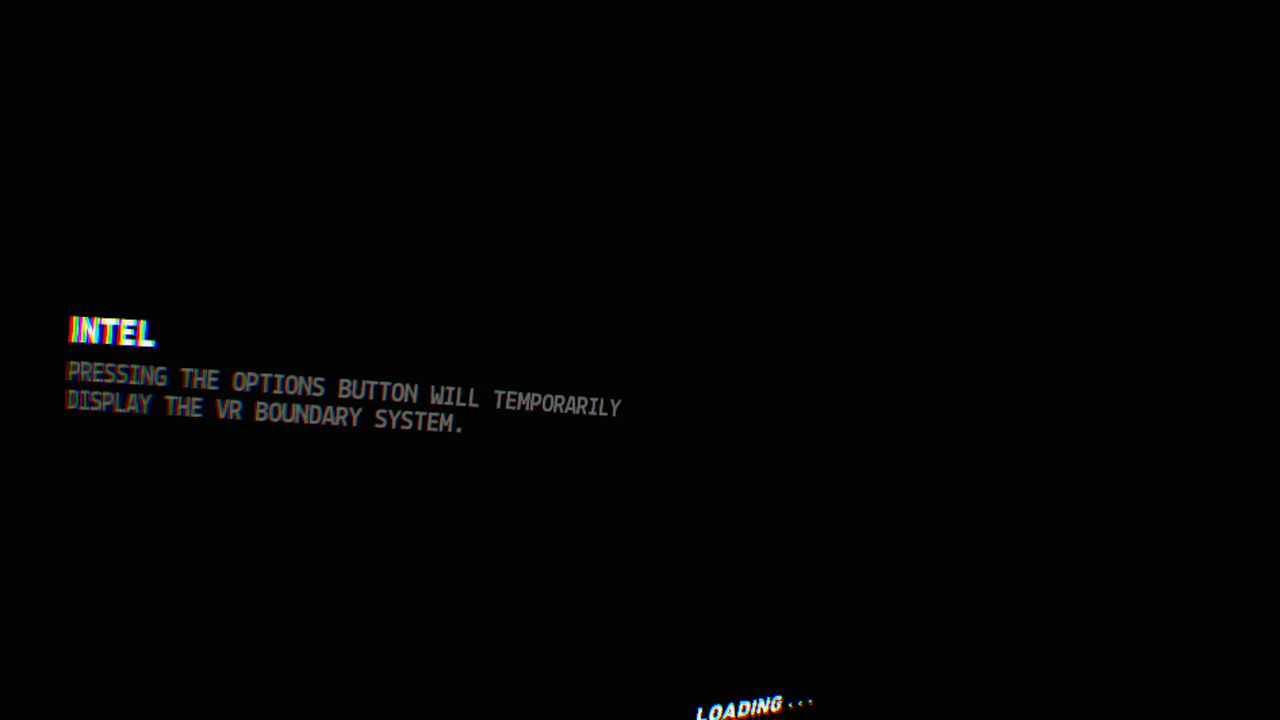 INTEL
PRESSING THE OPTIONS BUTTON WILL TEMPORARILY
DISPLAY THE VR BOUNDARY SYSTEM.
LOADING...